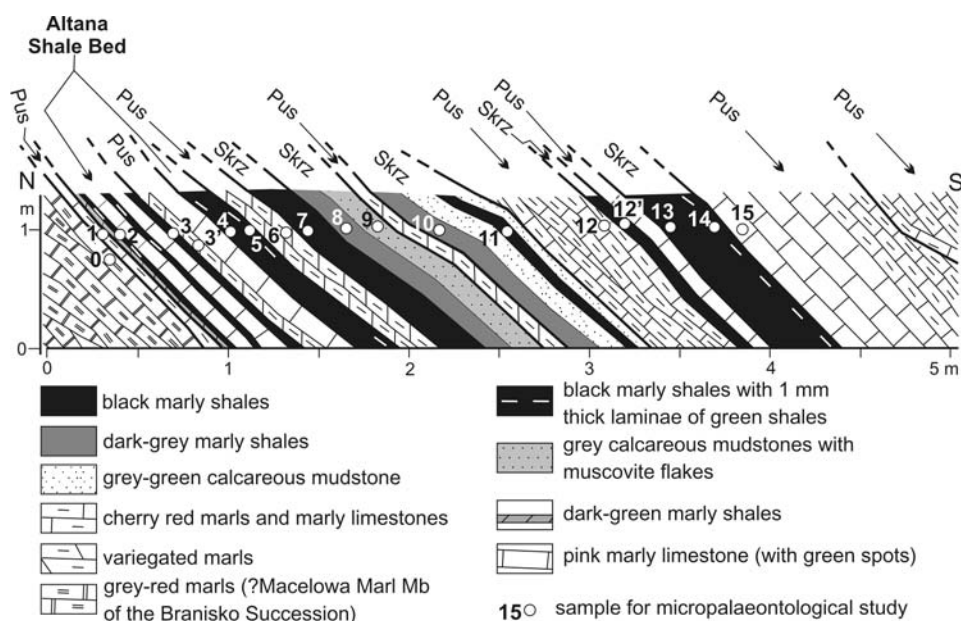 Altana
Shale Bed
Pus
Pus
Pus
Skrz
Pus
Skrz
Skrz
Pus
Skrz
Pus
Skrz
Pus
Pus
N
S
m
1
0
1
2
0
3
3'
4
5
6
7
8
9
10
11
12
12'
13
14
15
0
1
2
3
4
5 m
black marly shales
dark-grey marly shales
grey-green calcareous mudstone
cherry red marls and marly limestones
variegated marls
grey-red marls (?Macelowa Marl Mb
of the Branisko Succession)
black marly shales with 1 mm
thick laminae of green shales
grey calcareous mudstones with
muscovite flakes
dark-green marly shales
pink marly limestone (with green spots)
15 sample for micropalaeontological study